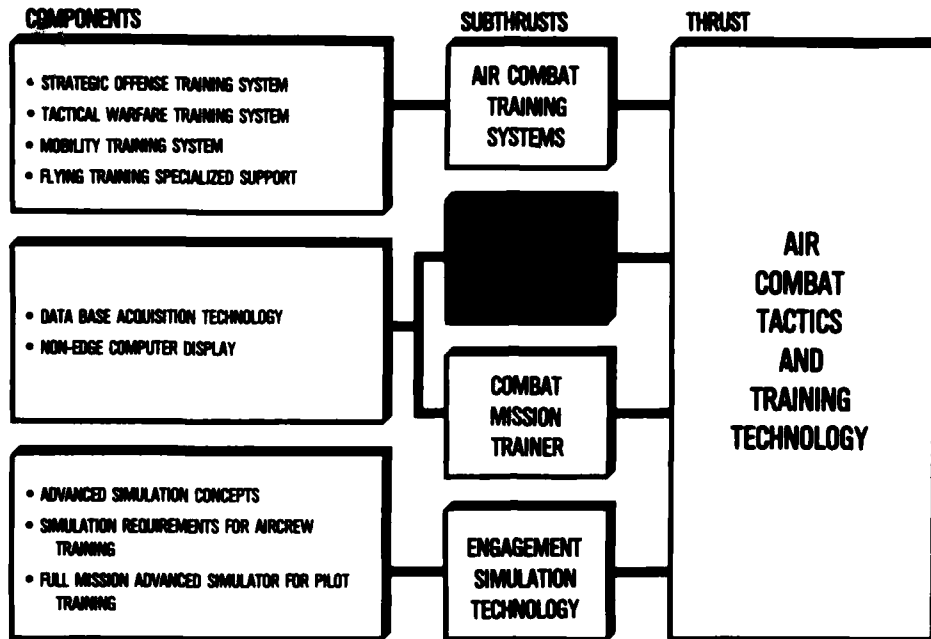 COMPONENTS
SUBTHRUSTS
THRUST
• STRATEGIC OFFENSE TRAINING SYSTEM
• TACTICAL WARFARE TRAINING SYSTEM
• MOBILITY TRAINING SYSTEM
• FLYING TRAINING SPECIALIZED SUPPORT
AIR COMBAT
TRAINING
SYSTEMS
• DATA BASE ACQUISITION TECHNOLOGY
• NON-EDGE COMPUTER DISPLAY
COMBAT
MISSION
TRAINER
• ADVANCED SIMULATION CONCEPTS
• SIMULATION REQUIREMENTS FOR AIRCREW
TRAINING
• FULL MISSION ADVANCED SIMULATOR FOR PILOT
TRAINING
ENGAGEMENT
SIMULATION
TECHNOLOGY
AIR
COMBAT
TACTICS
AND
TRAINING
TECHNOLOGY